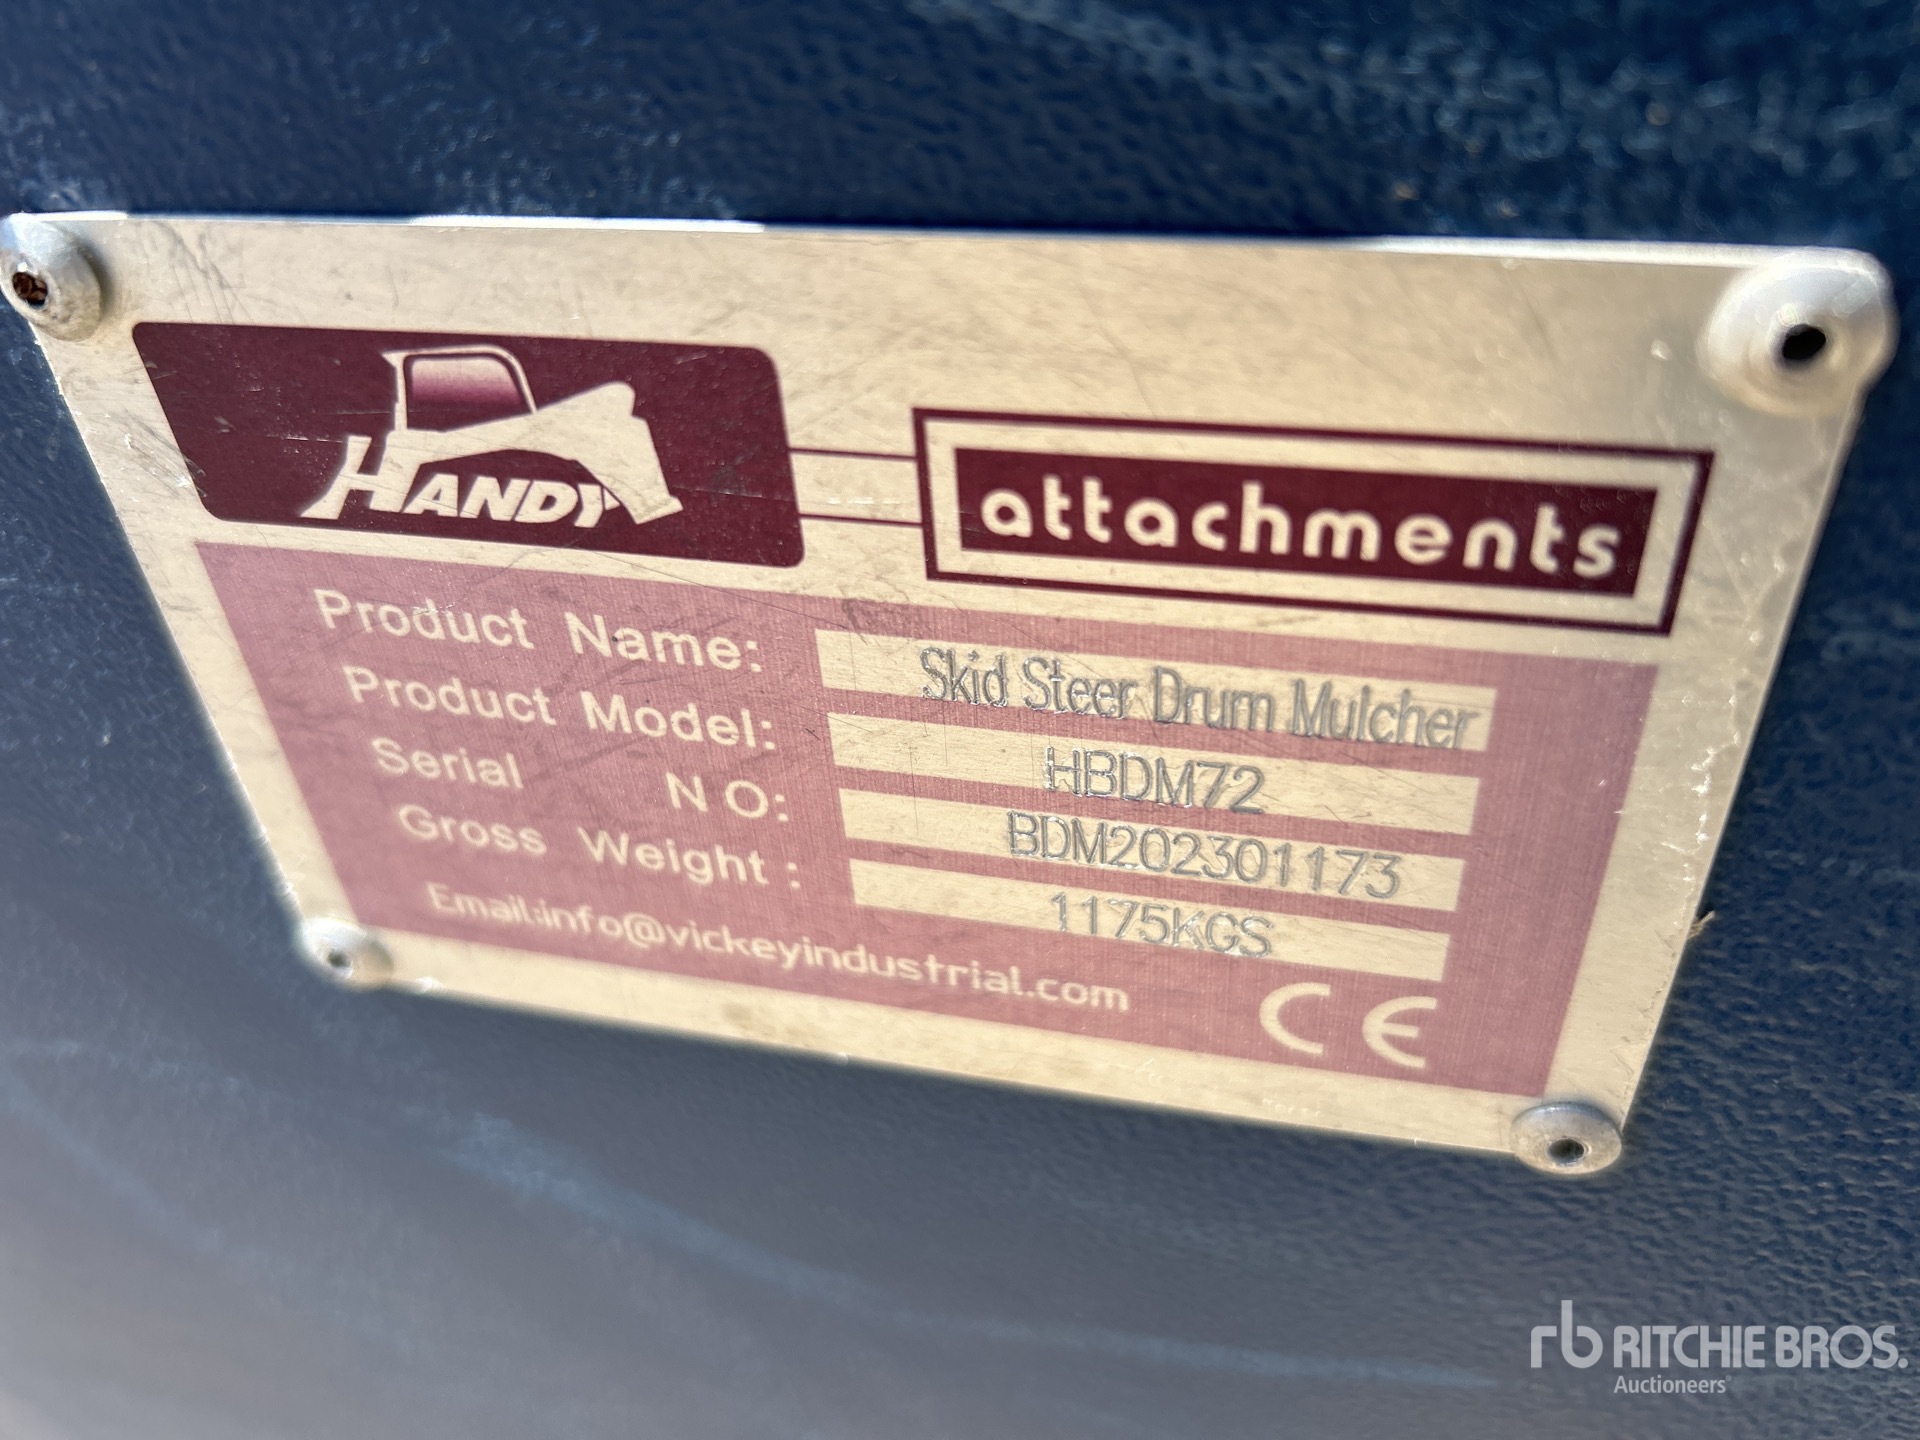 HANDY
attachments
Product Name: Skid Steer Drum Mulcher
Product Model: HBDM72
Serial NO: BDM202301173
Gross Weight: 1175KGS
Email:info@vickeyindustrial.com
CE
rb RITCHIE BROS.
Auctioneers